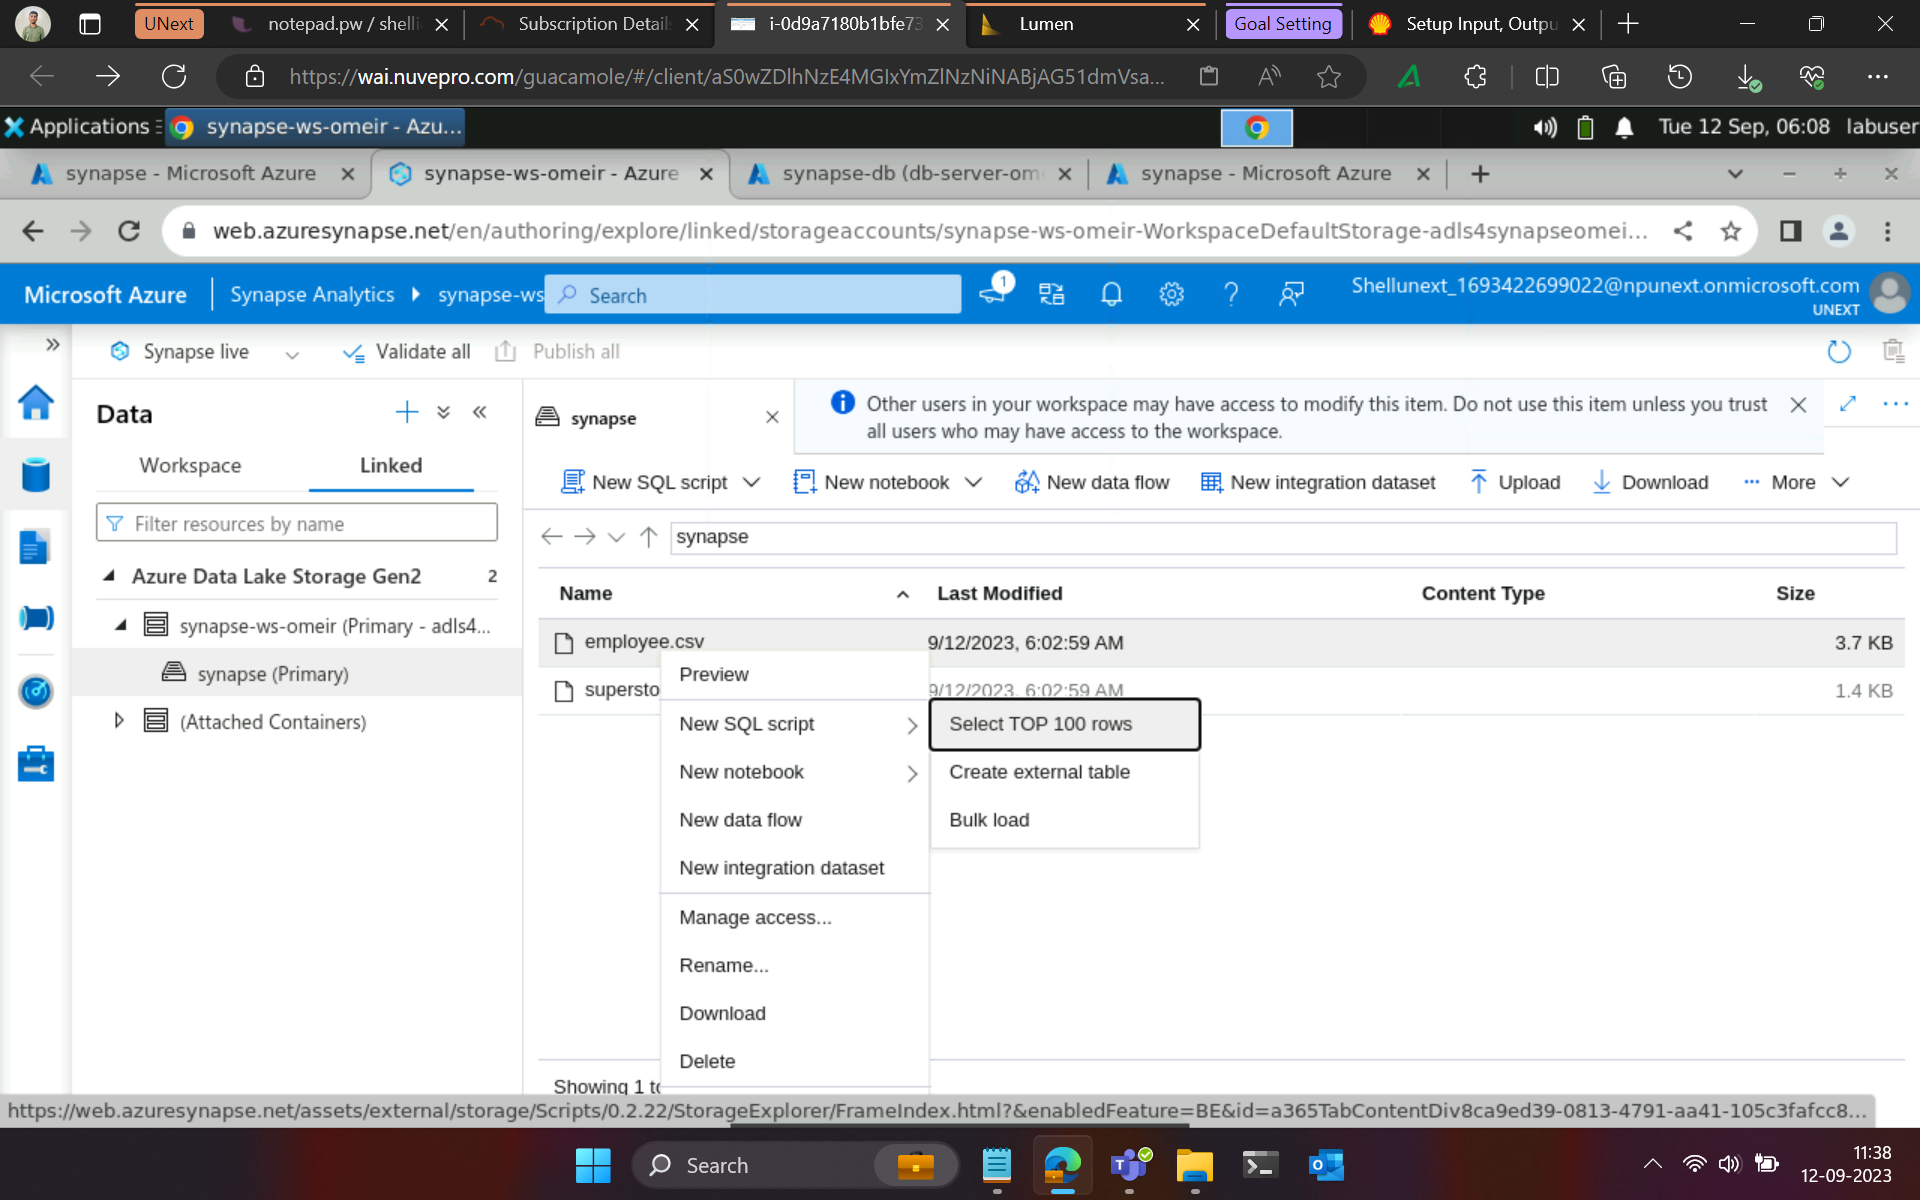 UNext
notepad.pw / shelli
Subscription Details
i-0d9a7180b1bfe73
Lumen
Goal Setting
Setup Input, Outpu
https://wai.nuvepro.com/guacamole/#/client/aS0wZDlhNzE4MGIxYmZlNzNiNABjAG51dmVsa...
Applications
synapse-ws-omeir - Azu...
Tue 12 Sep, 06:08 labuser
synapse - Microsoft Azure
synapse-ws-omeir - Azure
synapse-db (db-server-om
synapse - Microsoft Azure
web.azuresynapse.net/en/authoring/explore/linked/storageaccounts/synapse-ws-omeir-WorkspaceDefaultStorage-adls4synapseomei...
Microsoft Azure
Synapse Analytics
synapse-ws
Search
1
Shellunext_1693422699022@npunext.onmicrosoft.com
UNEXT
Synapse live
Validate all
Publish all
Data
Workspace
Linked
Filter resources by name
Azure Data Lake Storage Gen2 2
synapse-ws-omeir (Primary - adls4...
synapse (Primary)
(Attached Containers)
synapse
Other users in your workspace may have access to modify this item. Do not use this item unless you trust
all users who may have access to the workspace.
New SQL script
New notebook
New data flow
New integration dataset
Upload
Download
More
synapse
Name Last Modified Content Type Size
employee.csv 9/12/2023, 6:02:59 AM 3.7 KB
supersto 9/12/2023, 6:02:59 AM 1.4 KB
Preview
New SQL script
New notebook
New data flow
New integration dataset
Manage access...
Rename...
Download
Delete
Select TOP 100 rows
Create external table
Bulk load
Showing 1 to
https://web.azuresynapse.net/assets/external/storage/Scripts/0.2.22/StorageExplorer/FrameIndex.html?&enabledFeature=BE&id=a365TabContentDiv8ca9ed39-0813-4791-aa41-105c3fafcc8...
Search
11:38
12-09-2023